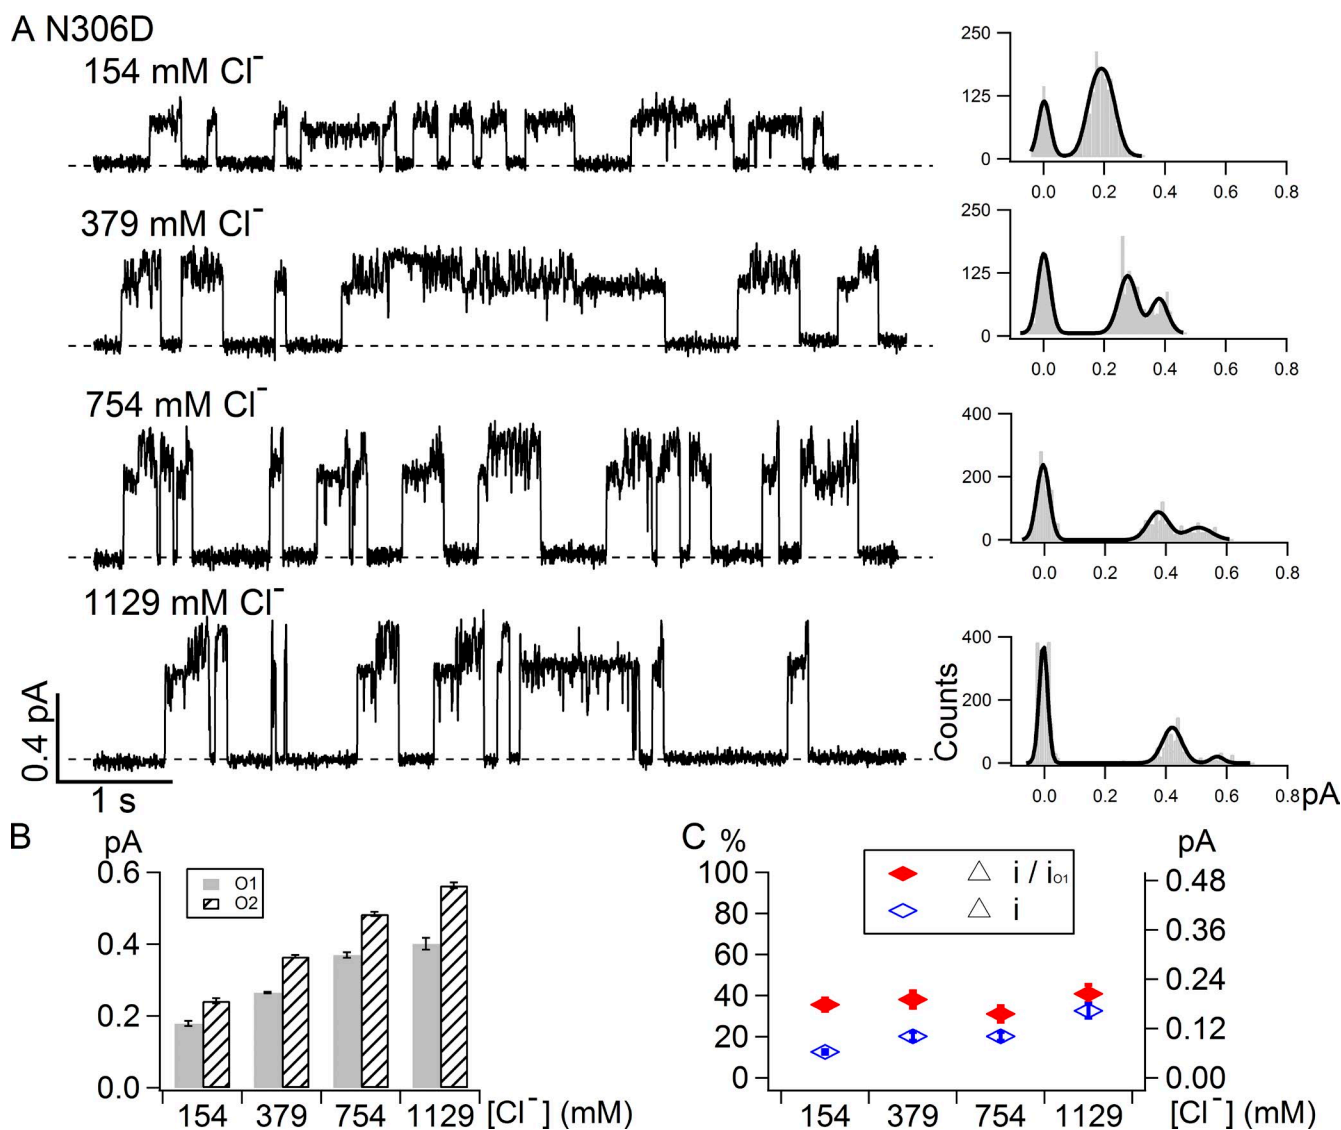 A N306D
154 mM Cl⁻
250
125
0
0.0 0.2 0.4 0.6 0.8
379 mM Cl⁻
250
125
0
0.0 0.2 0.4 0.6 0.8
754 mM Cl⁻
400
200
0
0.0 0.2 0.4 0.6 0.8
1129 mM Cl⁻
0.4 pA
1 s
Counts
400
200
0
0.0 0.2 0.4 0.6 0.8 pA
B pA
0.6
0.4
0.2
0.0
O1
O2
154 379 754 1129 [Cl⁻] (mM)
C % pA
100
80
60
40
20
0
△ i / iO1
△ i
0.48
0.36
0.24
0.12
0.00
154 379 754 1129 [Cl⁻] (mM)